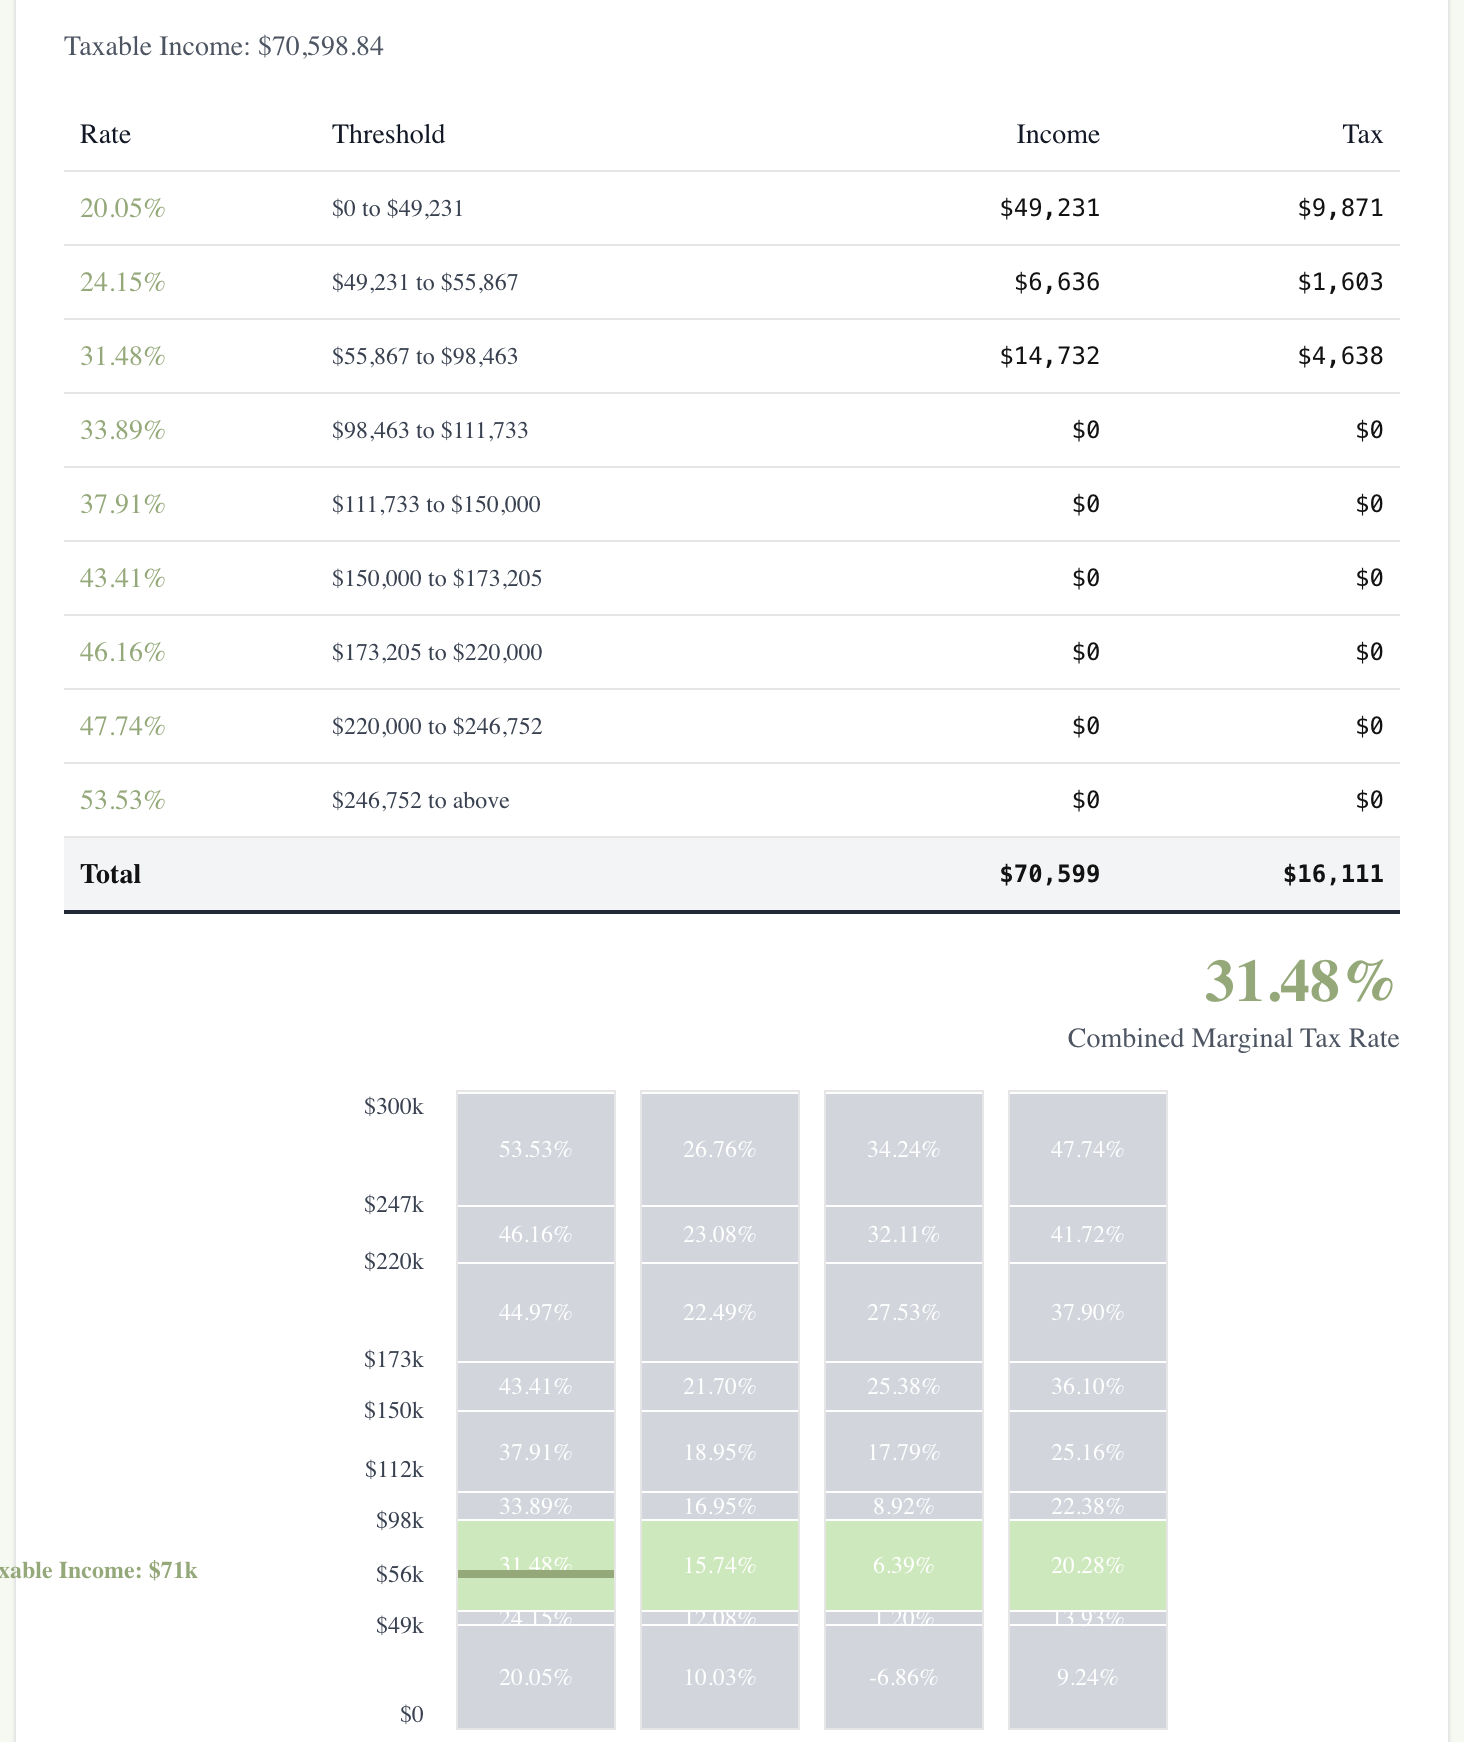 Taxable Income: $70,598.84
Rate Threshold Income Tax
20.05% $0 to $49,231 $49,231 $9,871
24.15% $49,231 to $55,867 $6,636 $1,603
31.48% $55,867 to $98,463 $14,732 $4,638
33.89% $98,463 to $111,733 $0 $0
37.91% $111,733 to $150,000 $0 $0
43.41% $150,000 to $173,205 $0 $0
46.16% $173,205 to $220,000 $0 $0
47.74% $220,000 to $246,752 $0 $0
53.53% $246,752 to above $0 $0
Total $70,599 $16,111
31.48%
Combined Marginal Tax Rate
$300k
53.53% 26.76% 34.24% 47.74%
$247k
46.16% 23.08% 32.11% 41.72%
$220k
44.97% 22.49% 27.53% 37.90%
$173k
43.41% 21.70% 25.38% 36.10%
$150k
37.91% 18.95% 17.79% 25.16%
$112k
33.89% 16.95% 8.92% 22.38%
$98k
31.48% 15.74% 6.39% 20.28%
xable Income: $71k $56k
24.15% 12.08% 1.20% 13.93%
$49k
20.05% 10.03% -6.86% 9.24%
$0